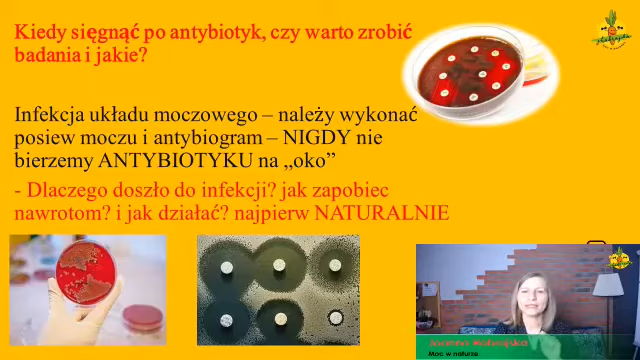 Kiedy sięgnąć po antybiotyk, czy warto zrobić
badania i jakie?
Infekcja układu moczowego – należy wykonać
posiew moczu i antybiogram – NIGDY nie
bierzemy ANTYBIOTYKU na „oko”
- Dlaczego doszło do infekcji? jak zapobiec
nawrotom? i jak działać? najpierw NATURALNIE
Joanna
Moc w naturze